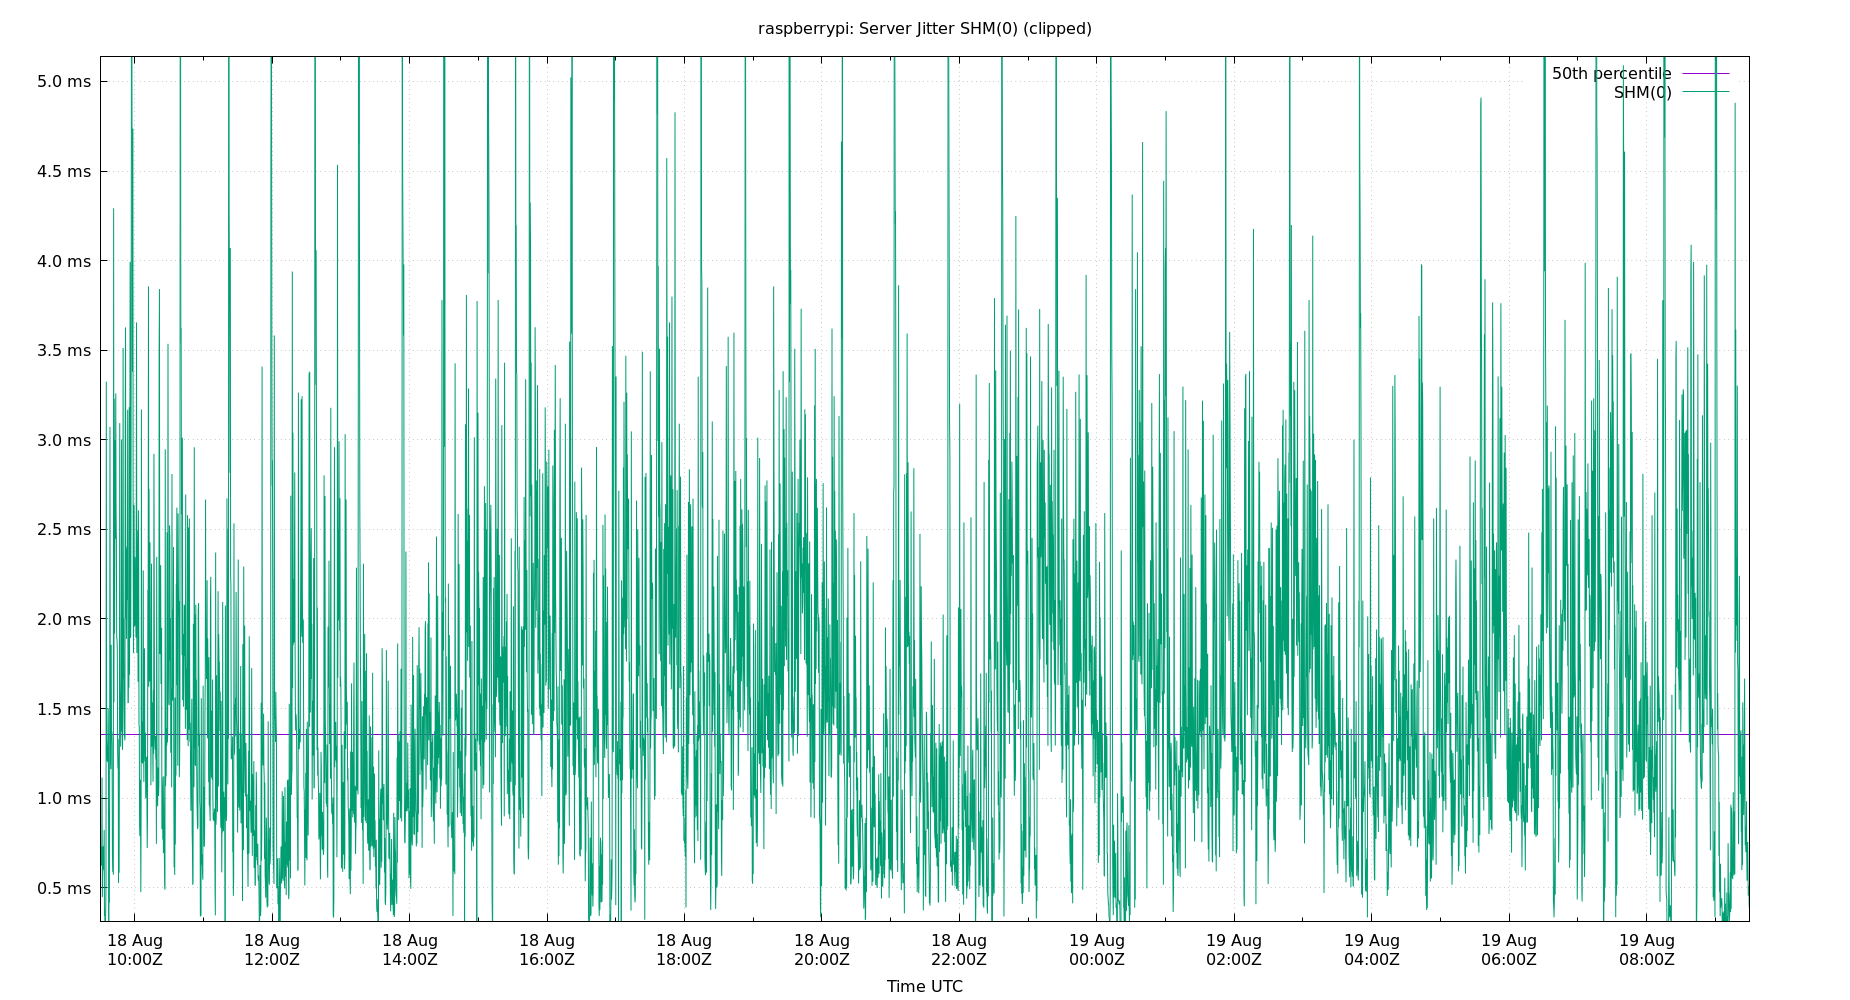 raspberrypi: Server Jitter SHM(0) (clipped)
50th percentile
SHM(0)
5.0 ms
4.5 ms
4.0 ms
3.5 ms
3.0 ms
2.5 ms
2.0 ms
1.5 ms
1.0 ms
0.5 ms
18 Aug 18 Aug 18 Aug 18 Aug 18 Aug 18 Aug 18 Aug 19 Aug 19 Aug 19 Aug 19 Aug 19 Aug
10:00Z 12:00Z 14:00Z 16:00Z 18:00Z 20:00Z 22:00Z 00:00Z 02:00Z 04:00Z 06:00Z 08:00Z
Time UTC